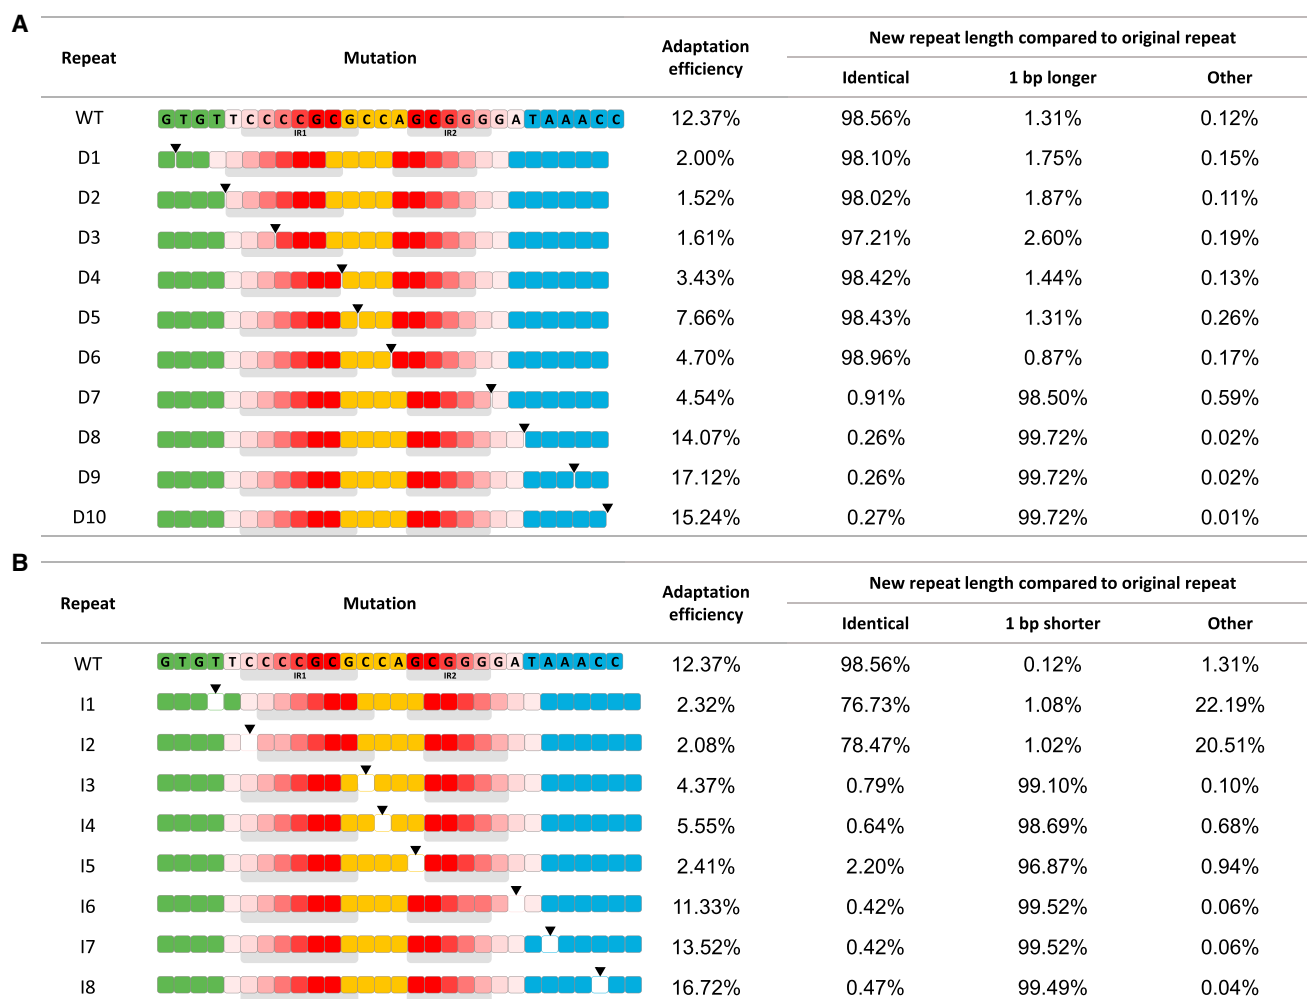 A
Repeat Mutation Adaptation efficiency New repeat length compared to original repeat
Identical 1 bp longer Other
WT G T G T T C C C C G C G C C A G C G G G G A T A A A C C 12.37% 98.56% 1.31% 0.12%
IR1 IR2
D1 2.00% 98.10% 1.75% 0.15%
D2 1.52% 98.02% 1.87% 0.11%
D3 1.61% 97.21% 2.60% 0.19%
D4 3.43% 98.42% 1.44% 0.13%
D5 7.66% 98.43% 1.31% 0.26%
D6 4.70% 98.96% 0.87% 0.17%
D7 4.54% 0.91% 98.50% 0.59%
D8 14.07% 0.26% 99.72% 0.02%
D9 17.12% 0.26% 99.72% 0.02%
D10 15.24% 0.27% 99.72% 0.01%
B
Repeat Mutation Adaptation efficiency New repeat length compared to original repeat
Identical 1 bp shorter Other
WT G T G T T C C C C G C G C C A G C G G G G A T A A A C C 12.37% 98.56% 0.12% 1.31%
IR1 IR2
I1 2.32% 76.73% 1.08% 22.19%
I2 2.08% 78.47% 1.02% 20.51%
I3 4.37% 0.79% 99.10% 0.10%
I4 5.55% 0.64% 98.69% 0.68%
I5 2.41% 2.20% 96.87% 0.94%
I6 11.33% 0.42% 99.52% 0.06%
I7 13.52% 0.42% 99.52% 0.06%
I8 16.72% 0.47% 99.49% 0.04%